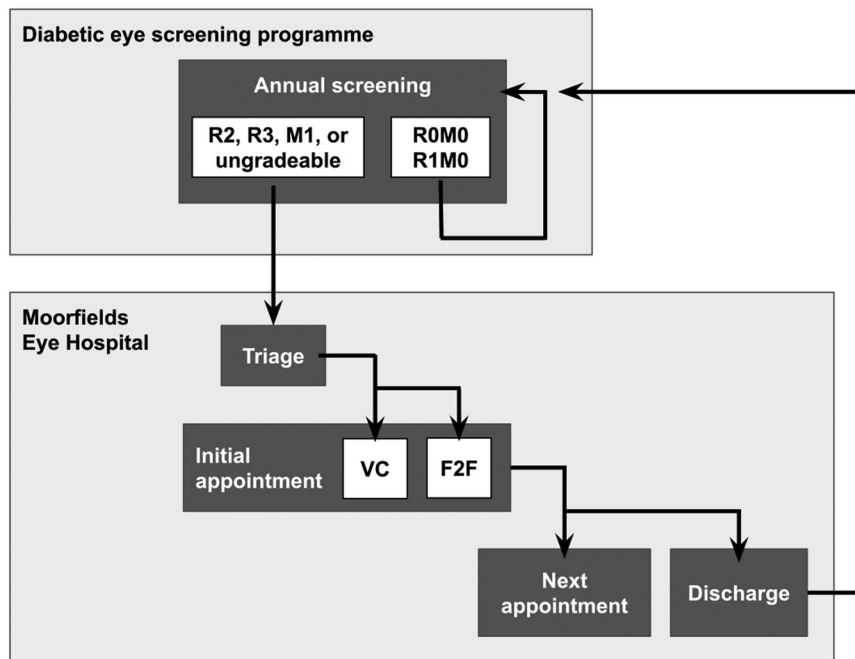 Diabetic eye screening programme
Annual screening
R2, R3, M1, or
ungradeable
R0M0
R1M0
Moorfields
Eye Hospital
Triage
Initial
appointment
VC
F2F
Next
appointment
Discharge